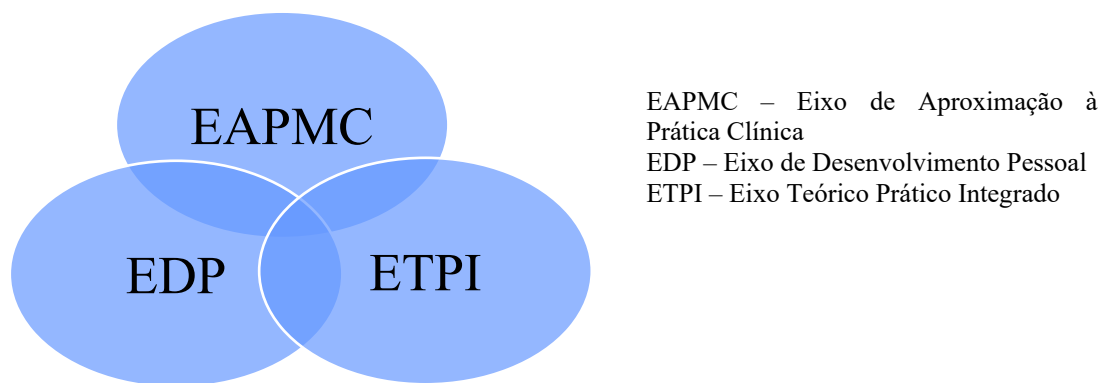 EAPMC
EDP
ETPI
EAPMC – Eixo de Aproximação à
Prática Clínica
EDP – Eixo de Desenvolvimento Pessoal
ETPI – Eixo Teórico Prático Integrado